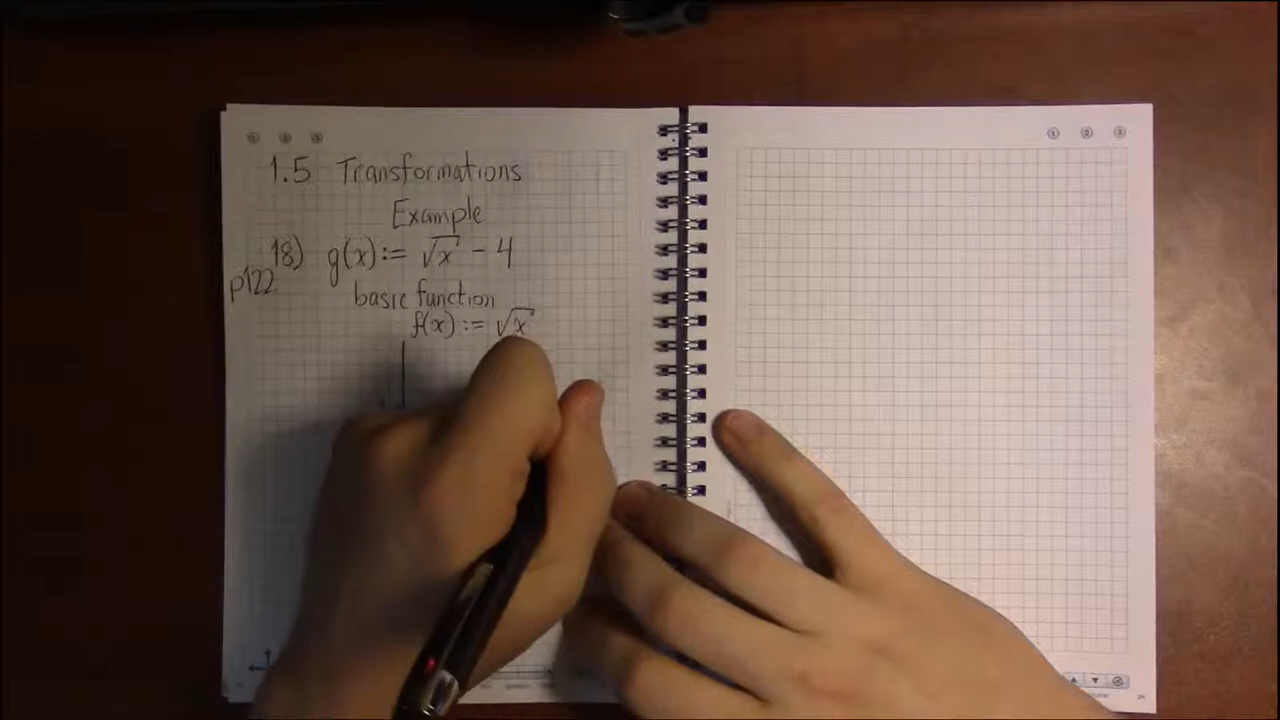 1.5 Transformations
Example
18) g(x) := √x - 4
p122
basic function
f(x) := √x